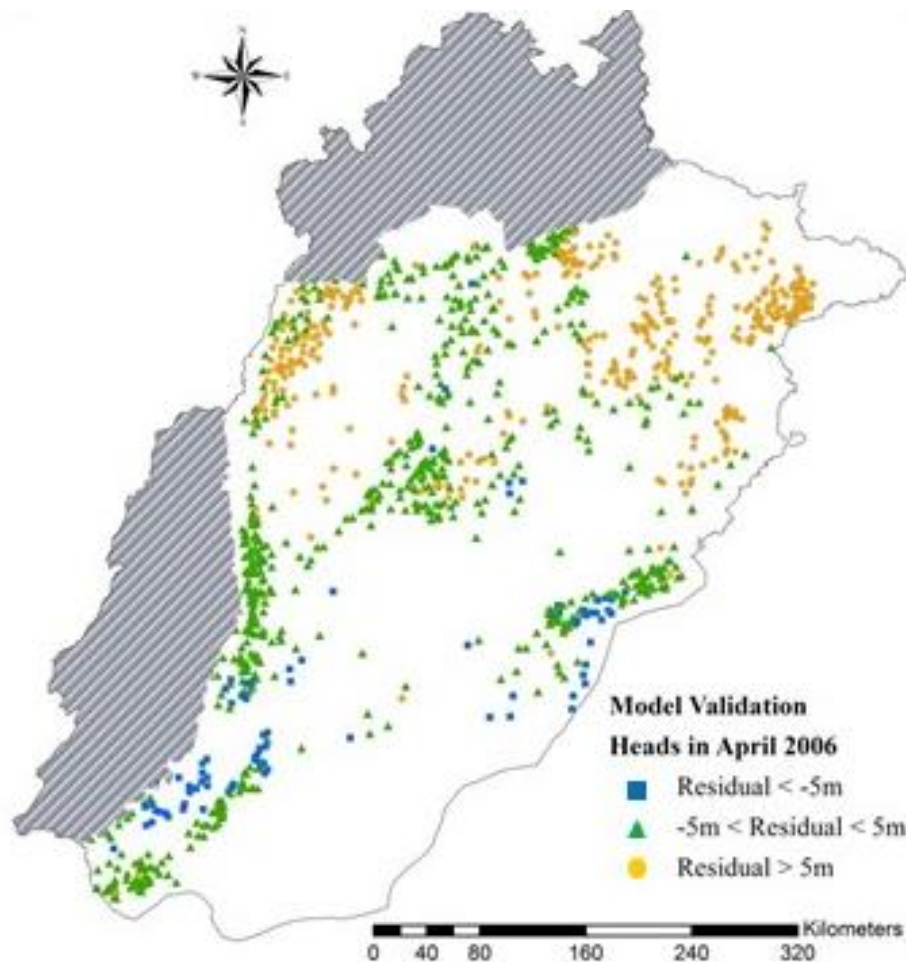 N
W
E
S
Model Validation
Heads in April 2006
Residual < -5m
-5m < Residual < 5m
Residual > 5m
Kilometers
0 20 40 80 160 240 320